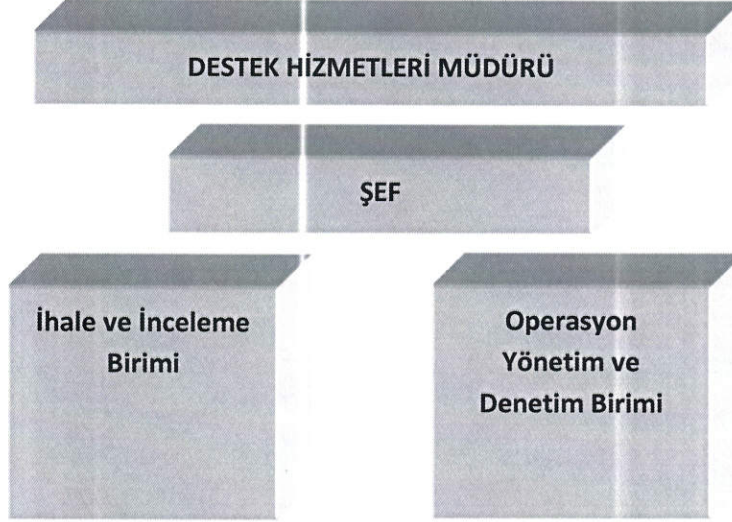 DESTEK HİZMETLERİ MÜDÜRÜ
ŞEF
İhale ve İnceleme
Birimi
Operasyon
Yönetim ve
Denetim Birimi